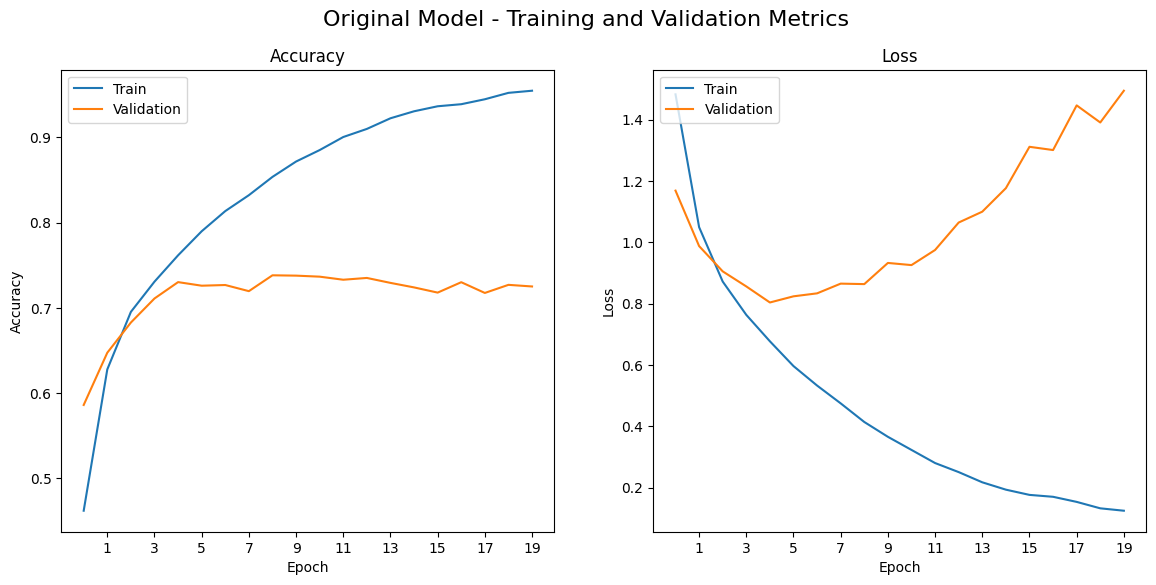 Original Model - Training and Validation Metrics
Accuracy
Train
Validation
Accuracy
0.9
0.8
0.7
0.6
0.5
1 3 5 7 9 11 13 15 17 19
Epoch
Loss
Train
Validation
Loss
1.4
1.2
1.0
0.8
0.6
0.4
0.2
1 3 5 7 9 11 13 15 17 19
Epoch